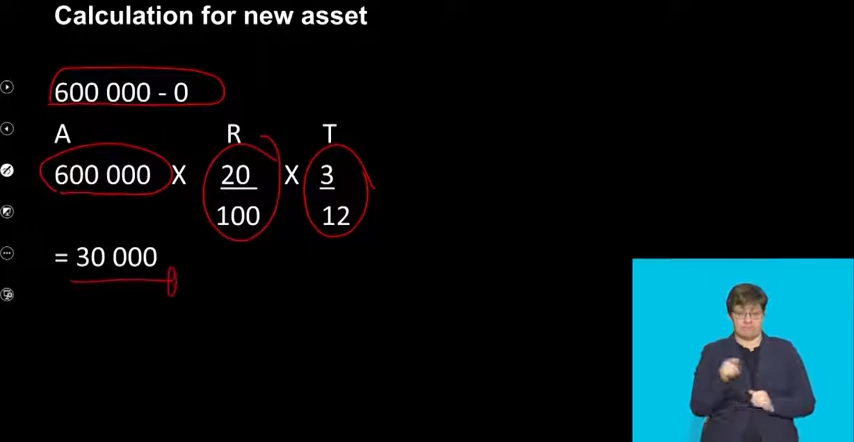 Calculation for new asset
600 000 - 0
A R T
600 000 X 20 X 3
100 12
= 30 000